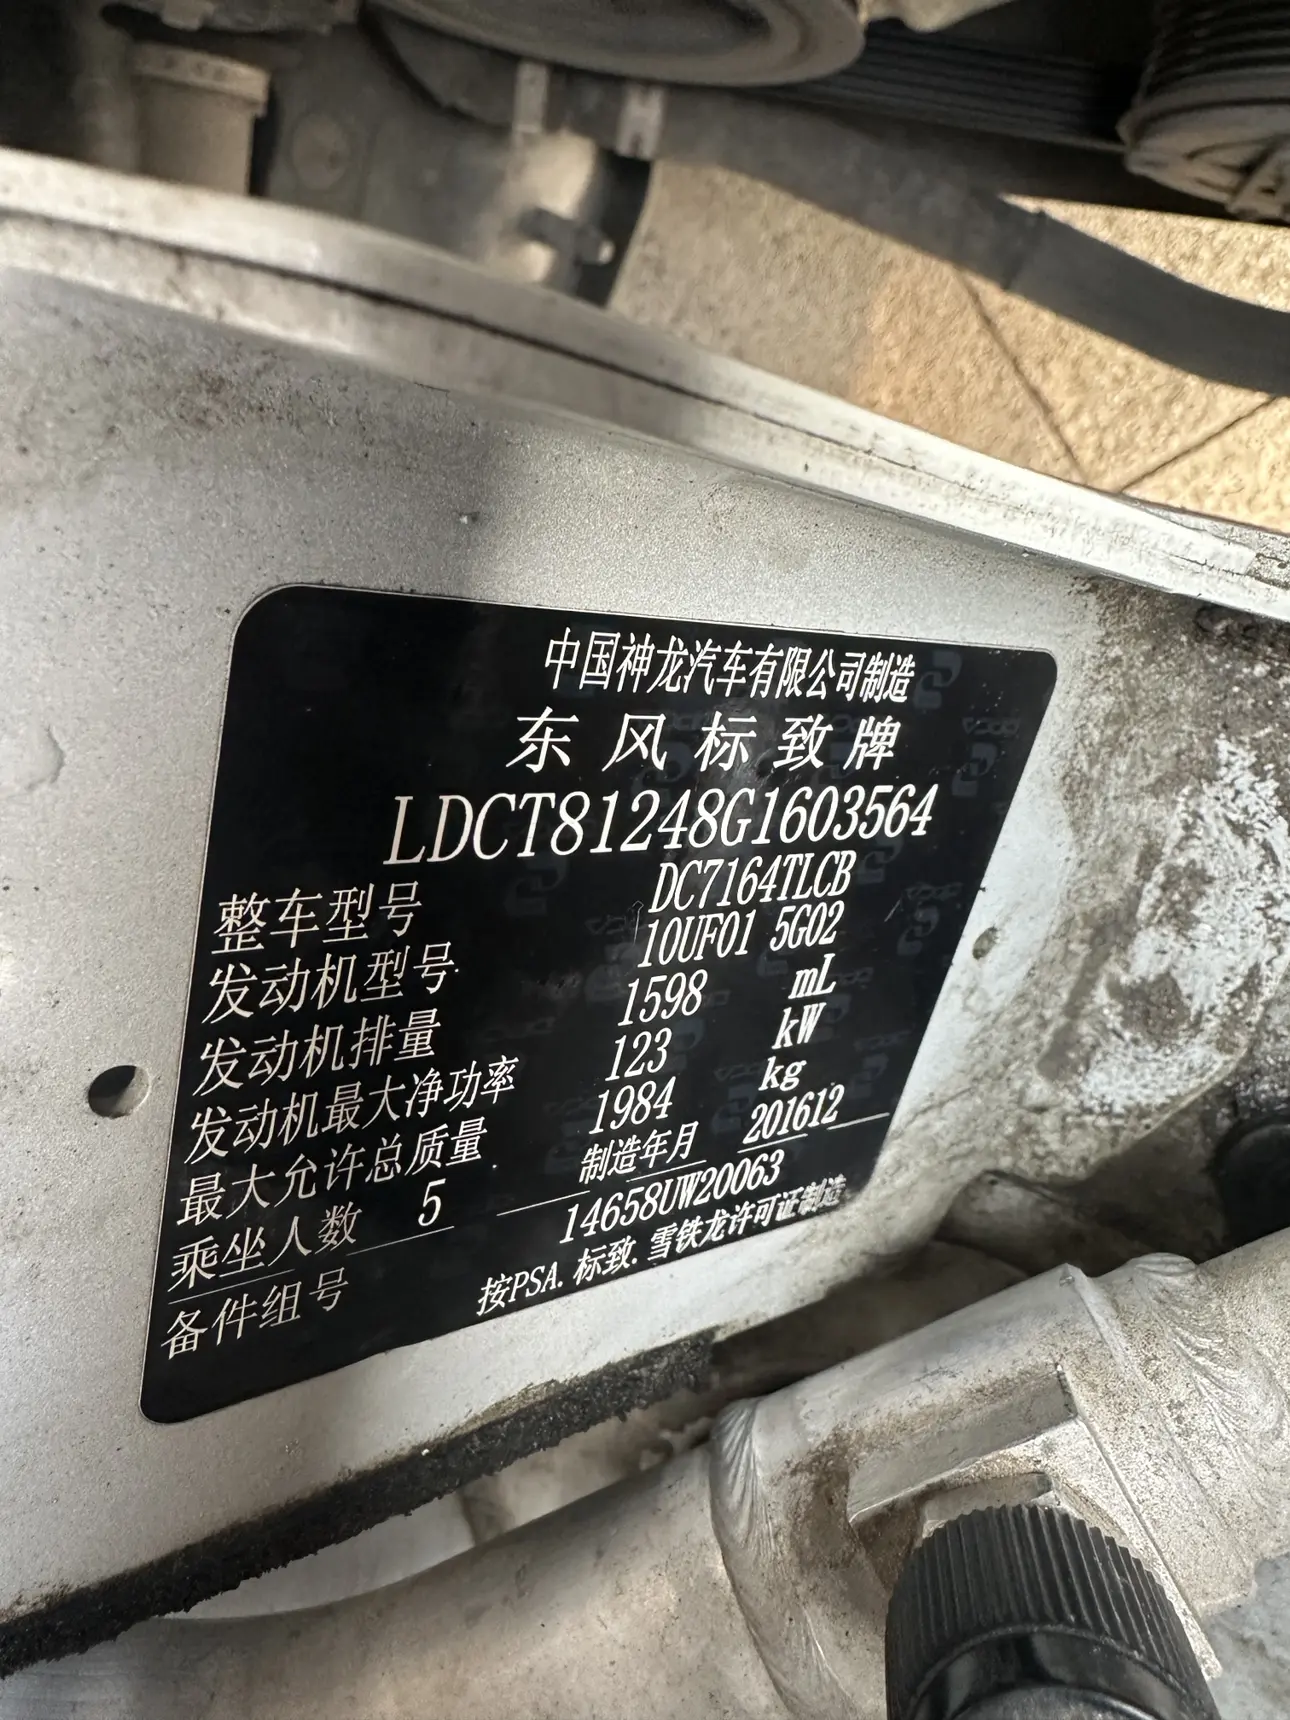 中国神龙汽车有限公司制造
东风标致牌
LDCT81248G1603564
整车型号 DC7164TLCB
发动机型号 10UF01 5G02
发动机排量 1598 mL
发动机最大净功率 123 kW
最大允许总质量 1984 kg
乘坐人数 5 制造年月 201612
备件组号 14658UW20063
按PSA.标致.雪铁龙许可证制造